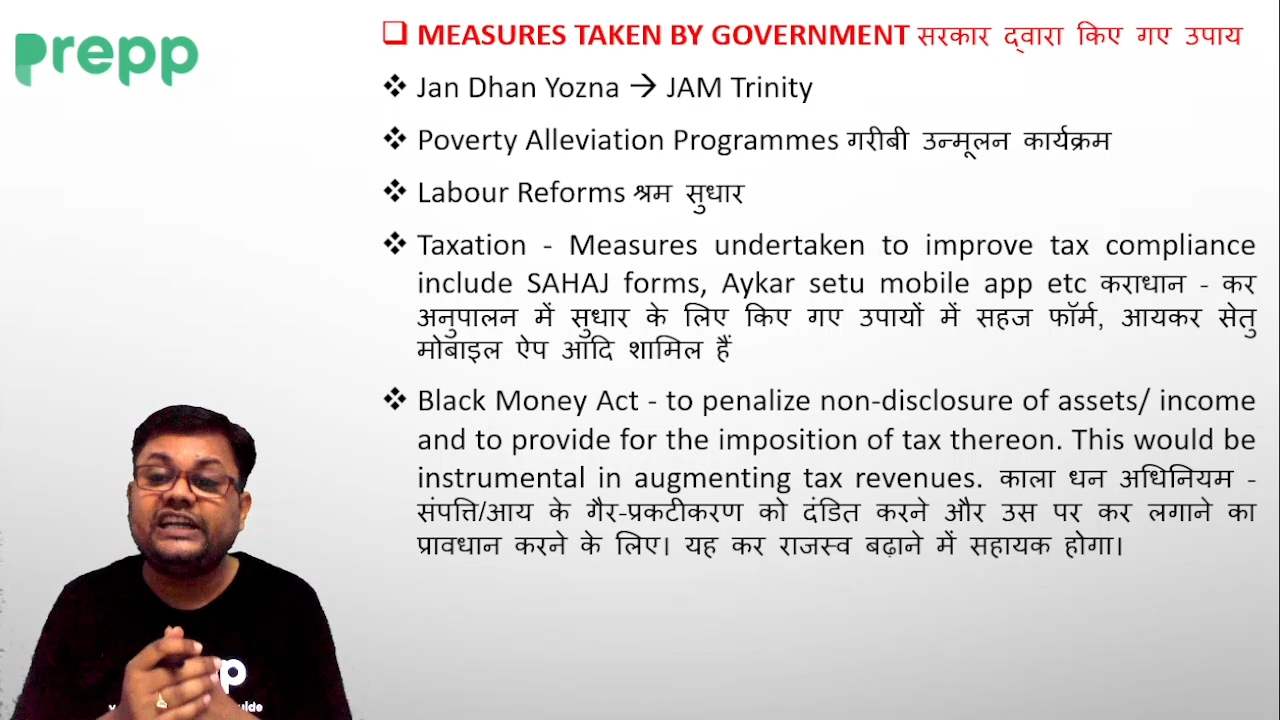 prepp
MEASURES TAKEN BY GOVERNMENT सरकार द्वारा किए गए उपाय
Jan Dhan Yozna → JAM Trinity
Poverty Alleviation Programmes गरीबी उन्मूलन कार्यक्रम
Labour Reforms श्रम सुधार
Taxation - Measures undertaken to improve tax compliance
include SAHAJ forms, Aykar setu mobile app etc कराधान - कर
अनुपालन में सुधार के लिए किए गए उपायों में सहज फॉर्म, आयकर सेतु
मोबाइल ऐप आदि शामिल हैं
Black Money Act - to penalize non-disclosure of assets/ income
and to provide for the imposition of tax thereon. This would be
instrumental in augmenting tax revenues. काला धन अधिनियम -
संपत्ति/आय के गैर-प्रकटीकरण को दंडित करने और उस पर कर लगाने का
प्रावधान करने के लिए। यह कर राजस्व बढ़ाने में सहायक होगा।